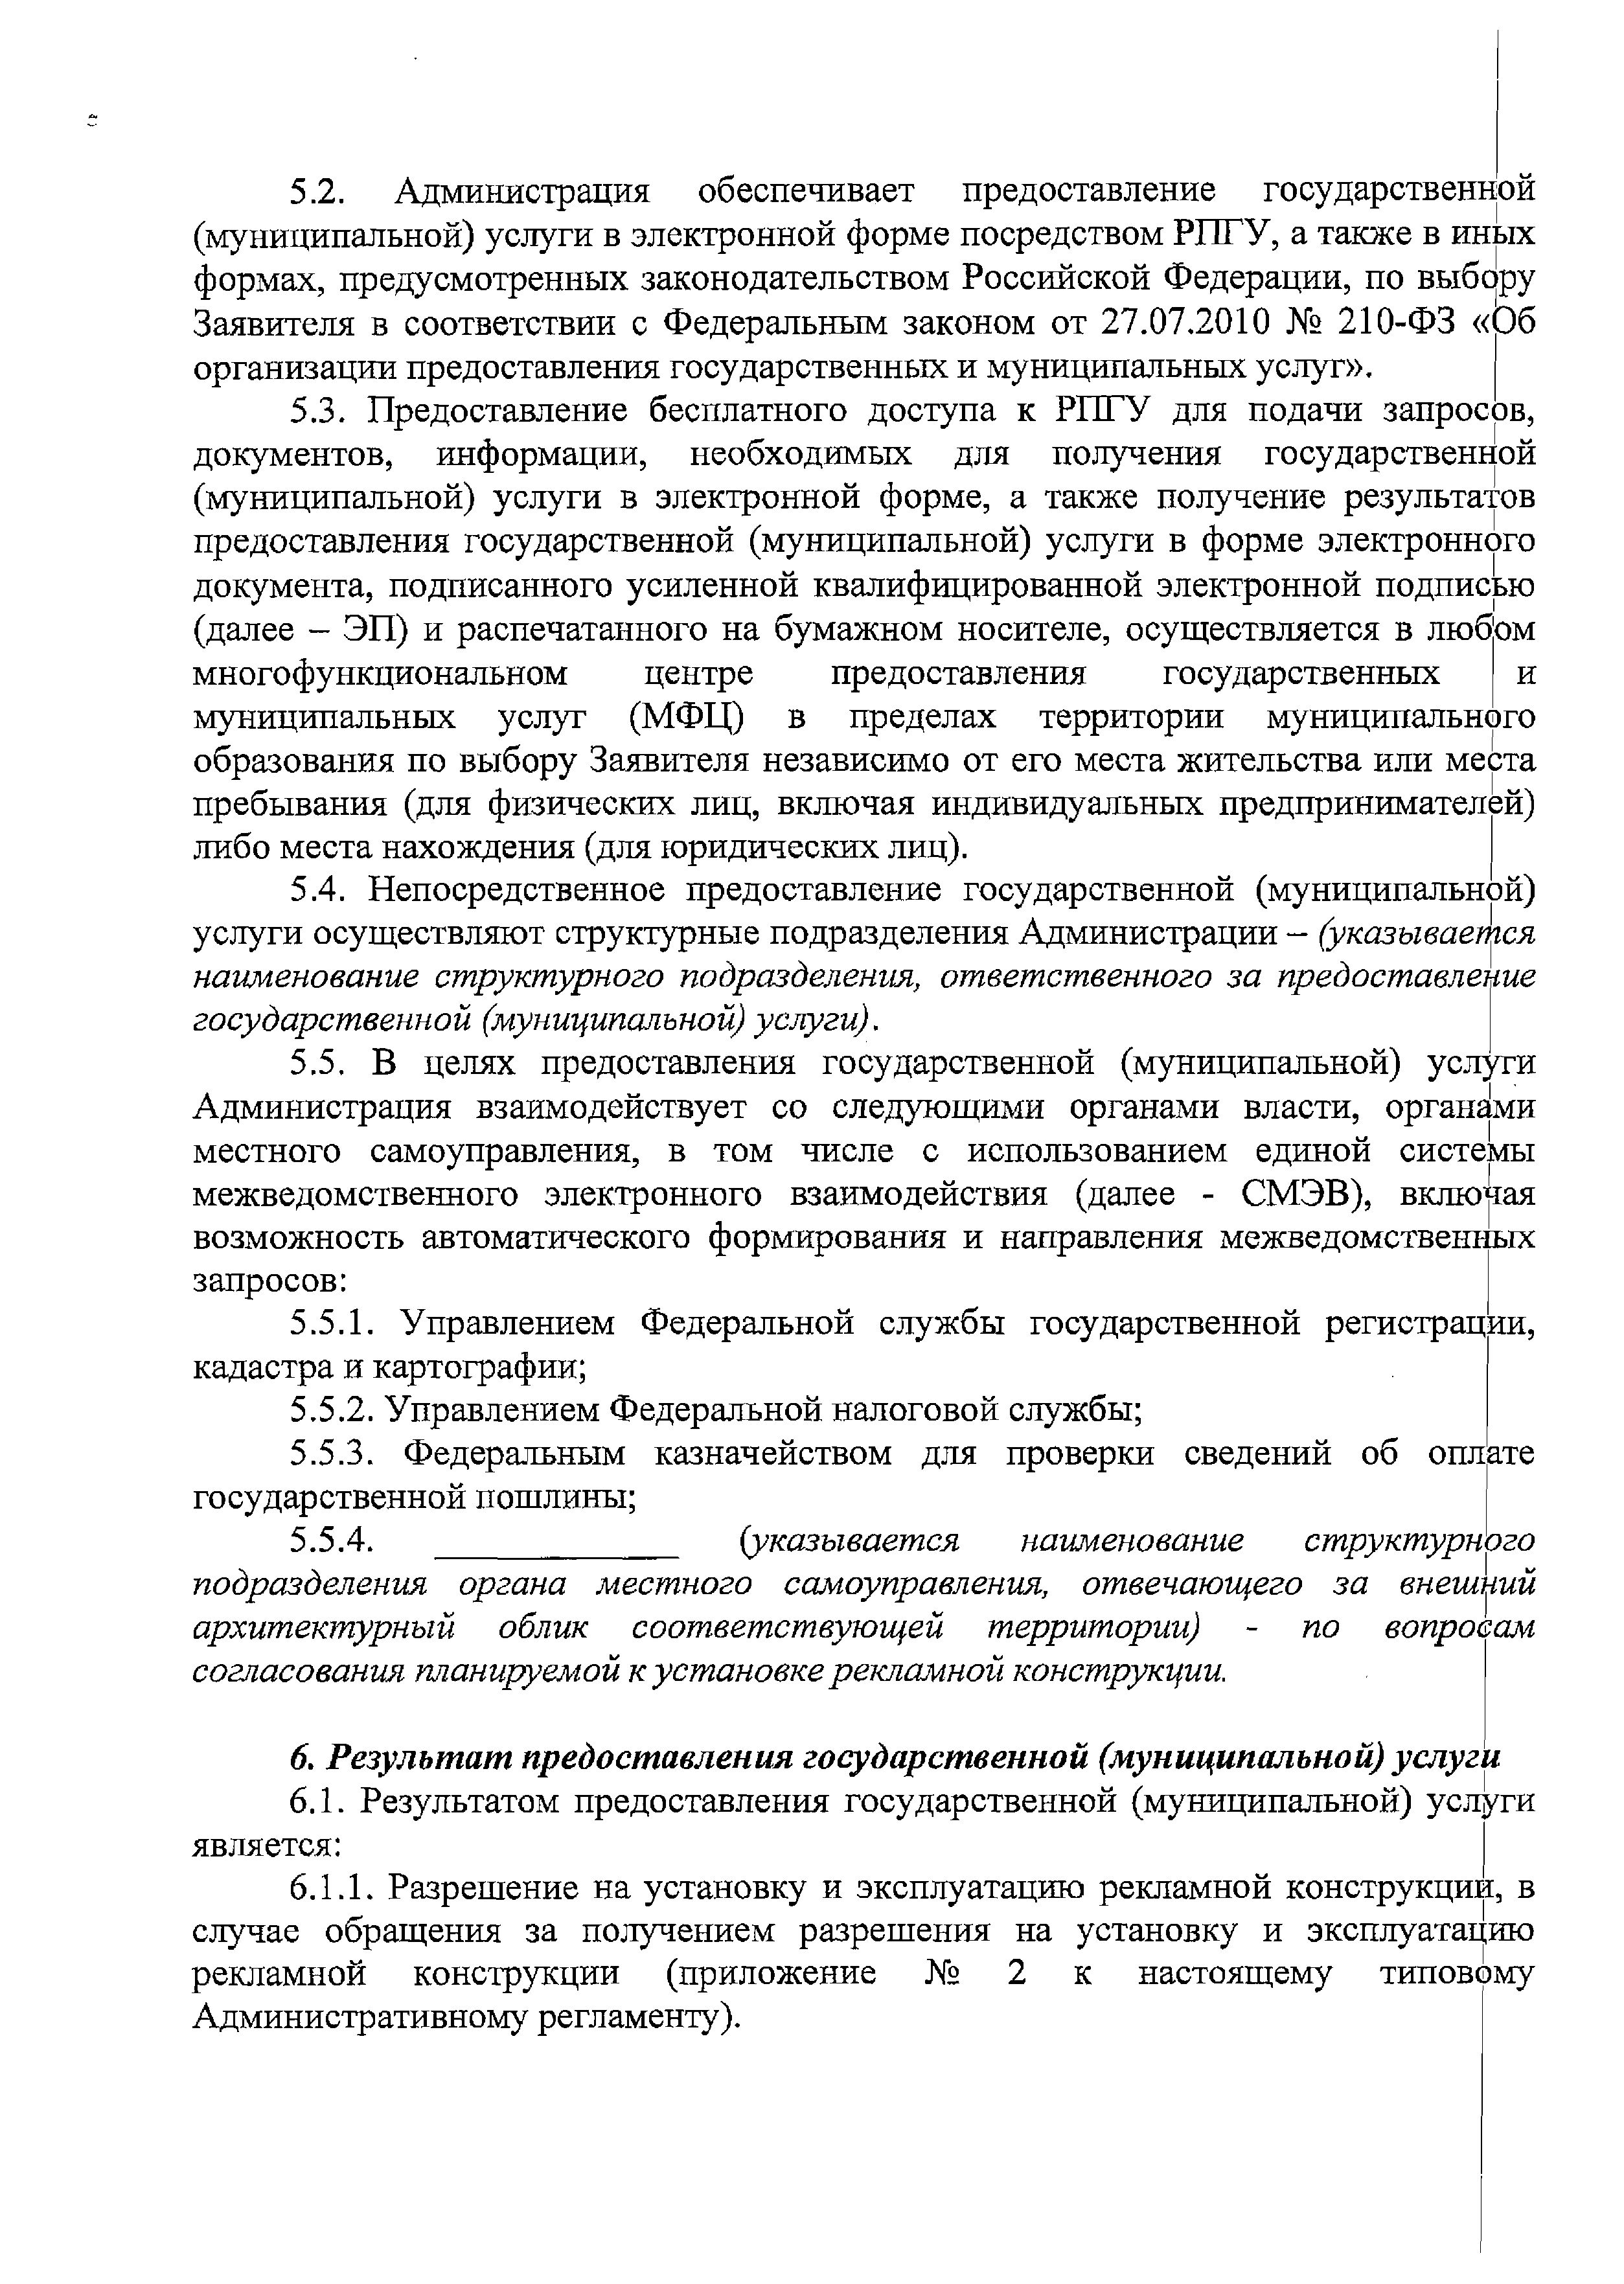 5.2. Администрация обеспечивает предоставление государственной
(муниципальной) услуги в электронной форме посредством РПГУ, а также в иных
формах, предусмотренных законодательством Российской Федерации, по выбору
Заявителя в соответствии с Федеральным законом от 27.07.2010 № 210-ФЗ «Об
организации предоставления государственных и муниципальных услуг».
5.3. Предоставление бесплатного доступа к РПГУ для подачи запросов,
документов, информации, необходимых для получения государственной
(муниципальной) услуги в электронной форме, а также получение результатов
предоставления государственной (муниципальной) услуги в форме электронного
документа, подписанного усиленной квалифицированной электронной подписью
(далее – ЭП) и распечатанного на бумажном носителе, осуществляется в любом
многофункциональном центре предоставления государственных и
муниципальных услуг (МФЦ) в пределах территории муниципального
образования по выбору Заявителя независимо от его места жительства или места
пребывания (для физических лиц, включая индивидуальных предпринимателей)
либо места нахождения (для юридических лиц).
5.4. Непосредственное предоставление государственной (муниципальной)
услуги осуществляют структурные подразделения Администрации – (указывается
наименование структурного подразделения, ответственного за предоставление
государственной (муниципальной) услуги).
5.5. В целях предоставления государственной (муниципальной) услуги
Администрация взаимодействует со следующими органами власти, органами
местного самоуправления, в том числе с использованием единой системы
межведомственного электронного взаимодействия (далее - СМЭВ), включая
возможность автоматического формирования и направления межведомственных
запросов:
5.5.1. Управлением Федеральной службы государственной регистрации,
кадастра и картографии;
5.5.2. Управлением Федеральной налоговой службы;
5.5.3. Федеральным казначейством для проверки сведений об оплате
государственной пошлины;
5.5.4. ______________ (указывается наименование структурного
подразделения органа местного самоуправления, отвечающего за внешний
архитектурный облик соответствующей территории) - по вопросам
согласования планируемой к установке рекламной конструкции.
6. Результат предоставления государственной (муниципальной) услуги
6.1. Результатом предоставления государственной (муниципальной) услуги
является:
6.1.1. Разрешение на установку и эксплуатацию рекламной конструкции, в
случае обращения за получением разрешения на установку и эксплуатацию
рекламной конструкции (приложение № 2 к настоящему типовому
Административному регламенту).